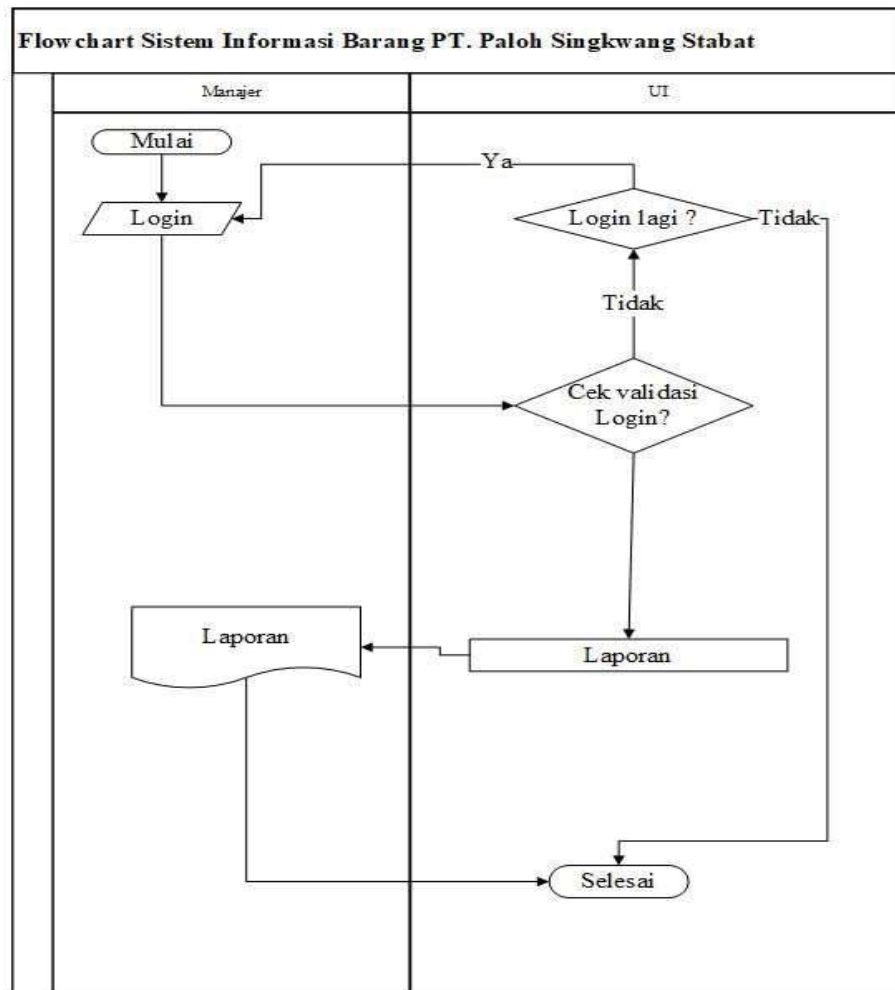 Flowchart Sistem Informasi Barang PT. Paloh Singkwang Stabat
Manajer
UI
Mulai
Ya
Login
Login lagi ?
Tidak
Tidak
Cek validasi
Login?
Laporan
Laporan
Selesai